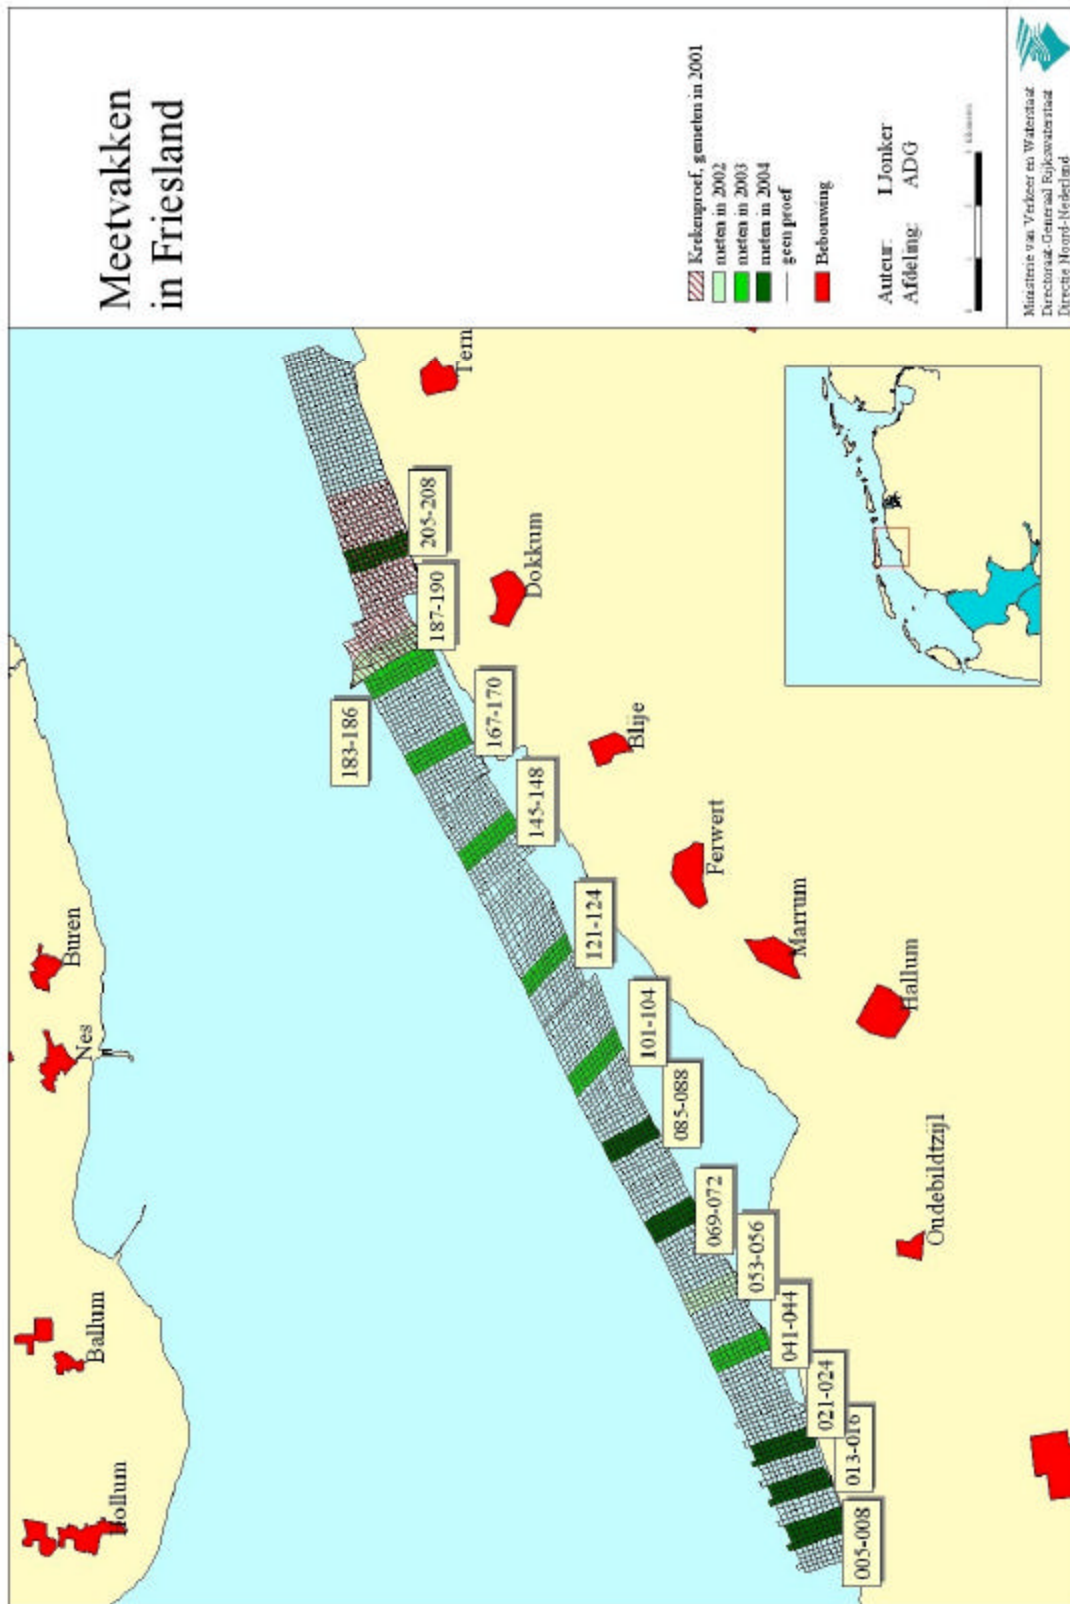 Meetvakken
in Friesland
Krekenproef, gemeten in 2001
meten in 2002
meten in 2003
meten in 2004
geen proef
Bebouwing
Auteur: I.Jonker
Afdeling: ADG
Ministerie van Verkeer en Waterstaat
Directoraat-Generaal Rijkswaterstaat
Directie Noord-Nederland
Hollum
Ballum
Nes
Buren
183-186
Tern
205-208
187-190
Dokkum
167-170
145-148
Blije
121-124
Ferwert
101-104
Marrum
085-088
Hallum
069-072
053-056
Oudebildtzijl
041-044
021-024
013-016
005-008